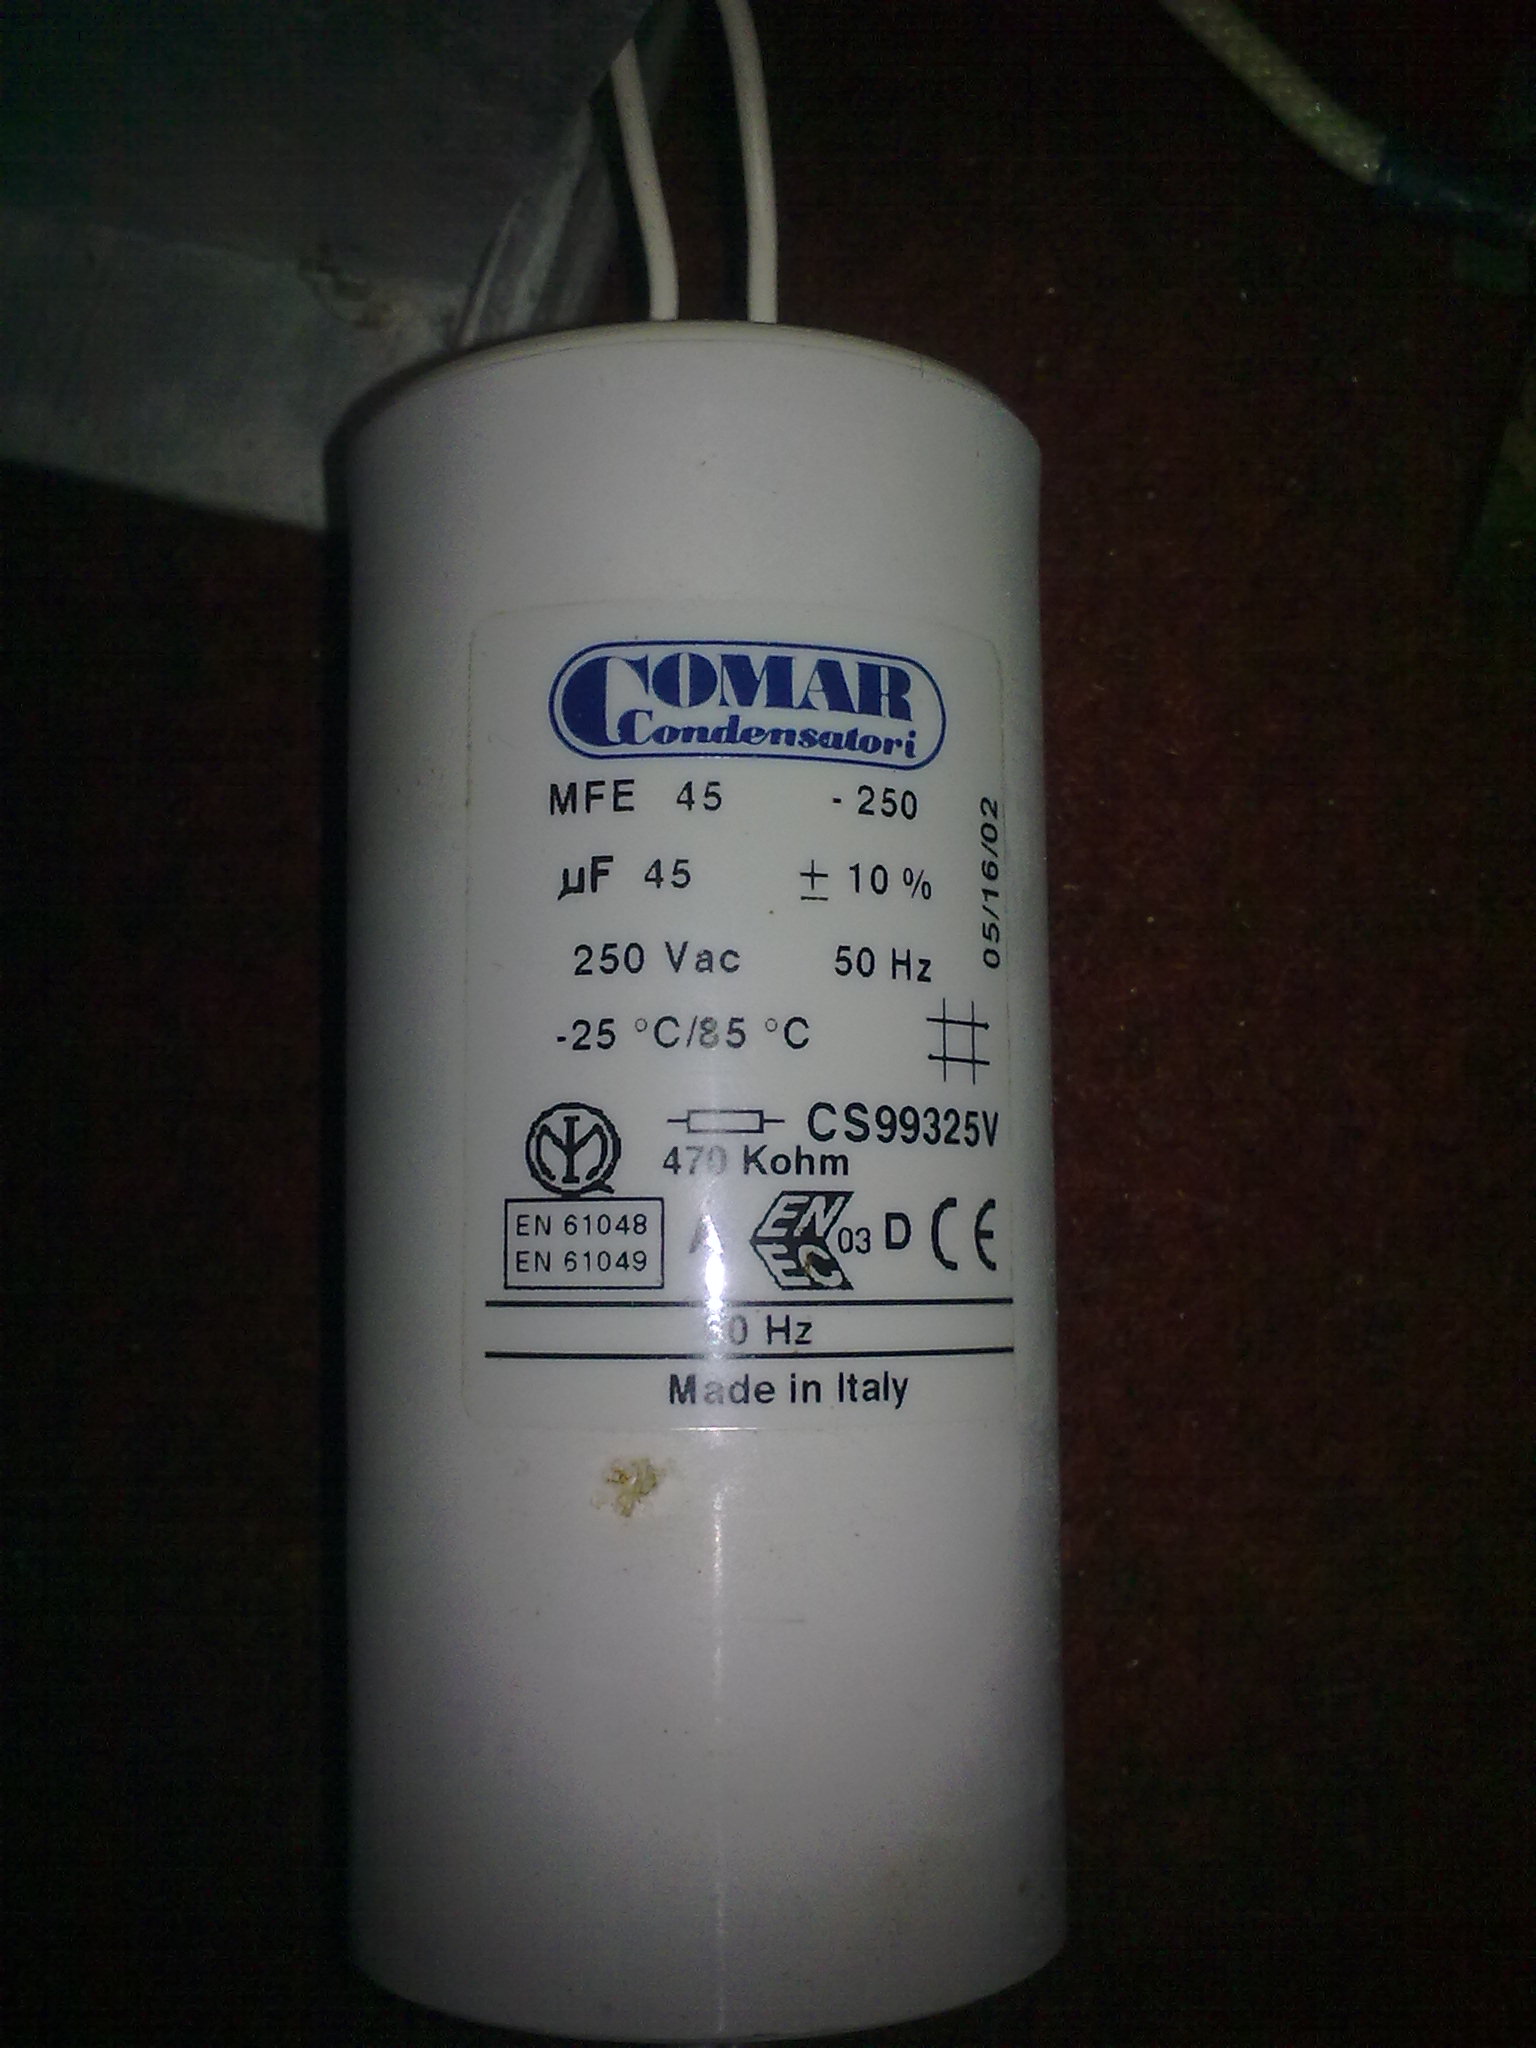 COMAR
Condensatori
MFE 45 - 250
µF 45 ± 10 %
250 Vac 50 Hz
-25 °C/85 °C
05/16/02
CS99325V
470 Kohm
EN 61048
EN 61049
A ENEC 03 D CE
Hz
Made in Italy